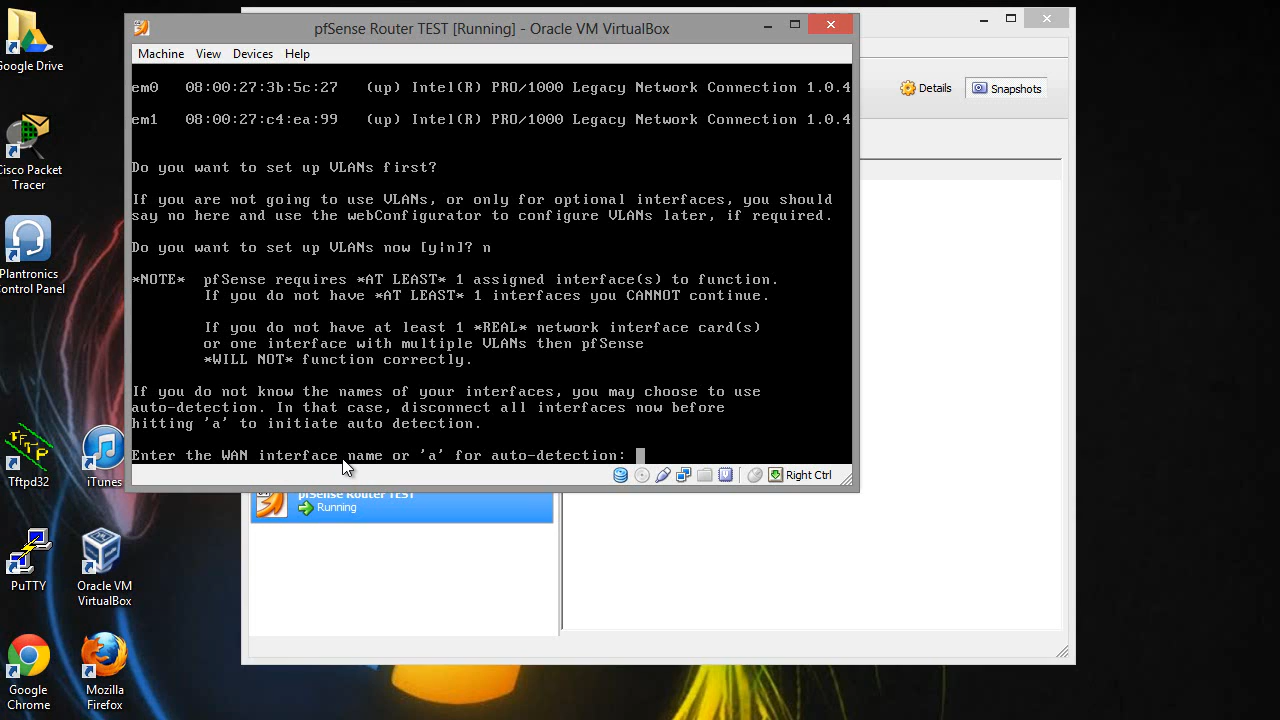 pfSense Router TEST [Running] - Oracle VM VirtualBox
Machine View Devices Help
em0 08:00:27:3b:5c:27 (up) Intel(R) PRO/1000 Legacy Network Connection 1.0.4
em1 08:00:27:c4:ea:99 (up) Intel(R) PRO/1000 Legacy Network Connection 1.0.4
Do you want to set up VLANs first?
If you are not going to use VLANs, or only for optional interfaces, you should
say no here and use the webConfigurator to configure VLANs later, if required.
Do you want to set up VLANs now [y|n]? n
*NOTE* pfSense requires *AT LEAST* 1 assigned interface(s) to function.
If you do not have *AT LEAST* 1 interfaces you CANNOT continue.
If you do not have at least 1 *REAL* network interface card(s)
or one interface with multiple VLANs then pfSense
*WILL NOT* function correctly.
If you do not know the names of your interfaces, you may choose to use
auto-detection. In that case, disconnect all interfaces now before
hitting 'a' to initiate auto detection.
Enter the WAN interface name or 'a' for auto-detection:
Right Ctrl
Details
Snapshots
pfSense Router TEST
Running
Google Drive
Cisco Packet
Tracer
Plantronics
Control Panel
Tftpd32
iTunes
PuTTY
Oracle VM
VirtualBox
Google
Chrome
Mozilla
Firefox